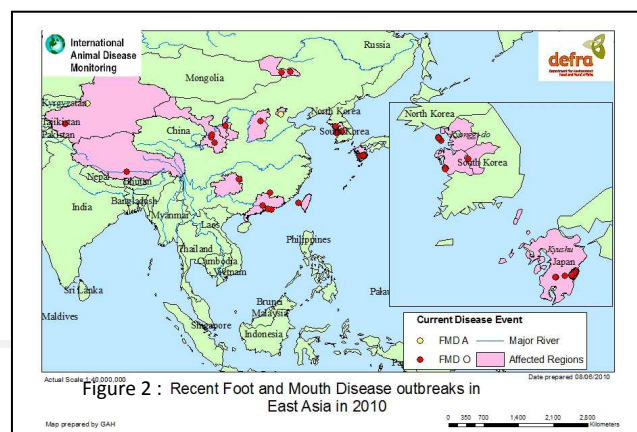 International
Animal Disease
Monitoring
defra
Russia
Mongolia
Kyrgyzstan
Tajikistan
Pakistan
China
North Korea
South Korea
Nepal
Bhutan
Bangladesh
India
Myanmar
Laos
Thailand
Cambodia
Vietnam
Philippines
Sri Lanka
Maldives
Brunei
Malaysia
Singapore
Indonesia
Palau
North Korea
South Korea
Kyushu
Japan
Current Disease Event
FMD A
Major River
FMD O
Affected Regions
Actual Scale 1:40,000,000
Date prepared 08/06/2010
Figure 2 : Recent Foot and Mouth Disease outbreaks in
East Asia in 2010
Map prepared by GAH
0 350 700 1,400 2,100 2,800
Kilometers